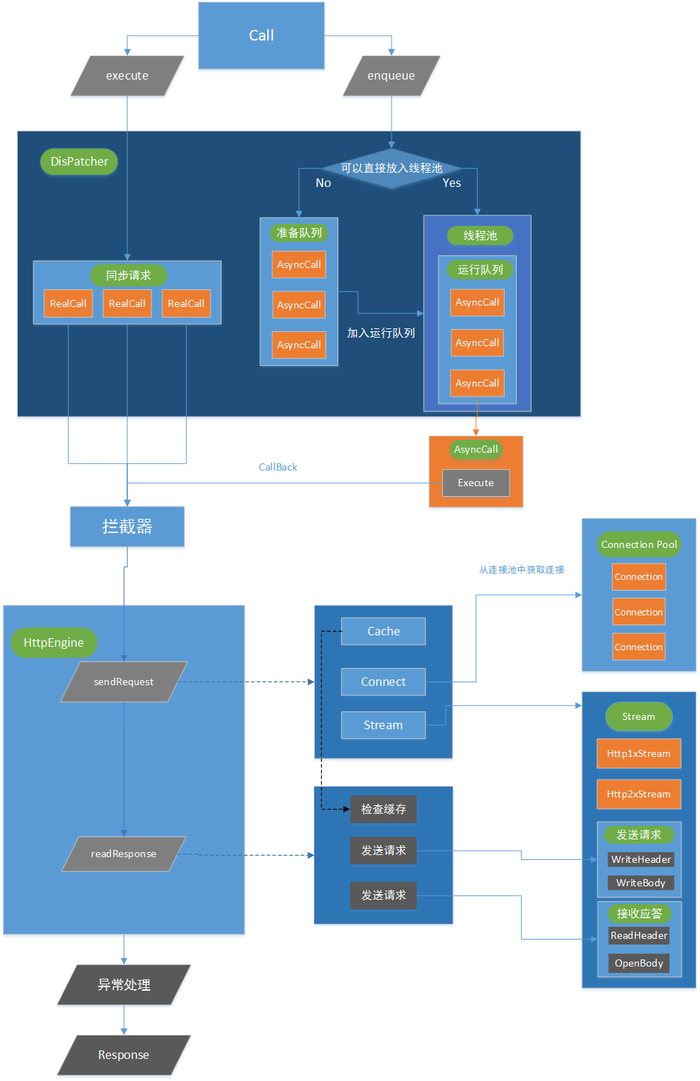 Call
execute
enqueue
DisPatcher
可以直接放入线程池
No
Yes
准备队列
AsyncCall
AsyncCall
AsyncCall
线程池
运行队列
AsyncCall
AsyncCall
AsyncCall
同步请求
RealCall
RealCall
RealCall
加入运行队列
AsyncCall
Execute
CallBack
拦截器
Connection Pool
Connection
Connection
Connection
从连接池中获取连接
HttpEngine
sendRequest
Cache
Connect
Stream
Stream
Http1xStream
Http2xStream
发送请求
WriteHeader
WriteBody
接收应答
ReadHeader
OpenBody
检查缓存
发送请求
发送请求
readResponse
异常处理
Response